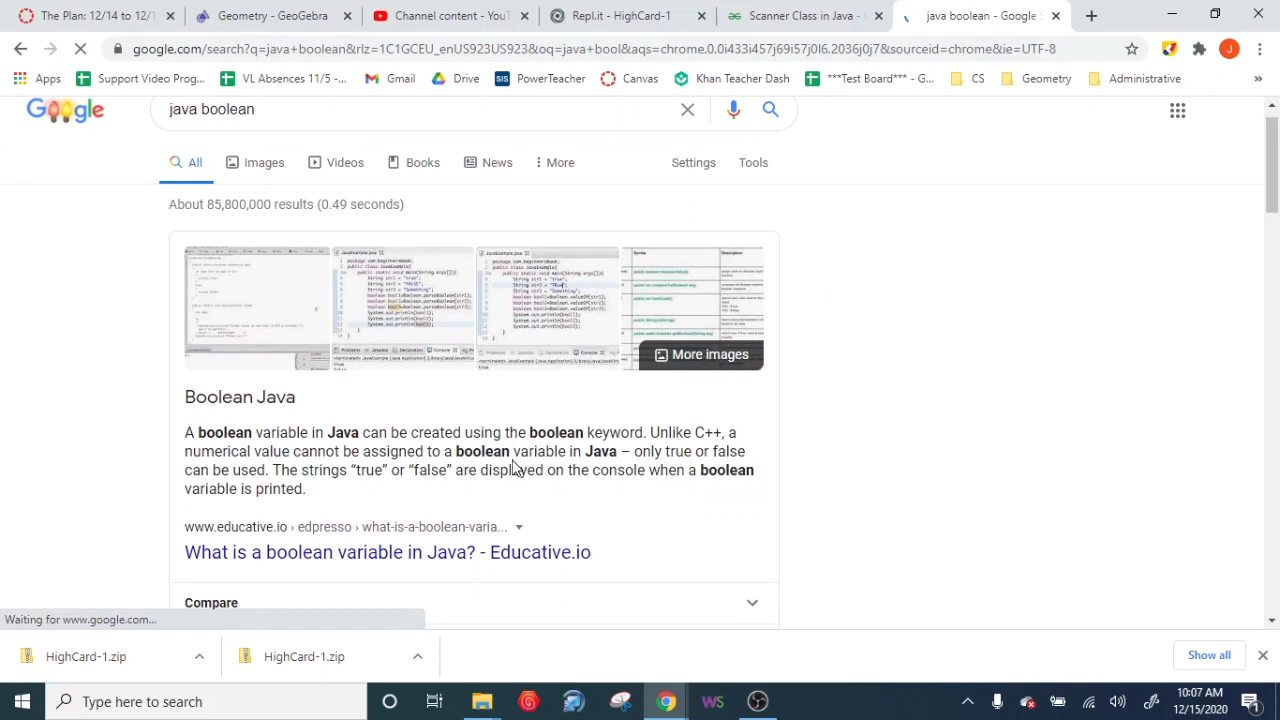 The Plan: 12/14 to 12/1
Geometry - GeoGebra
Channel content - YouT
Repl.it - HighCard-1
Scanner Class in Java -
java boolean - Google S
google.com/search?q=java+boolean&rlz=1C1GCEU_enUS923US923&oq=java+bool&aqs=chrome.0.0i433i457j69i57j0l6.2036j0j7&sourceid=chrome&ie=UTF-8
J
Apps
Support Video Prog...
VL Absences 11/5 -...
Gmail
Drive
SIS
PowerTeacher
Canvas
KhanTeacher Dash
***Test Board*** - G...
CS
Geometry
Administrative
»
java boolean
All
Images
Videos
Books
News
More
Settings
Tools
About 85,800,000 results (0.49 seconds)
More images
Boolean Java
A boolean variable in Java can be created using the boolean keyword. Unlike C++, a
numerical value cannot be assigned to a boolean variable in Java – only true or false
can be used. The strings “true” or “false” are displayed on the console when a boolean
variable is printed.
www.educative.io › edpresso › what-is-a-boolean-varia...
What is a boolean variable in Java? - Educative.io
Compare
Waiting for www.google.com...
HighCard-1.zip
HighCard-1.zip
Show all
Type here to search
WS
10:07 AM
12/15/2020
1